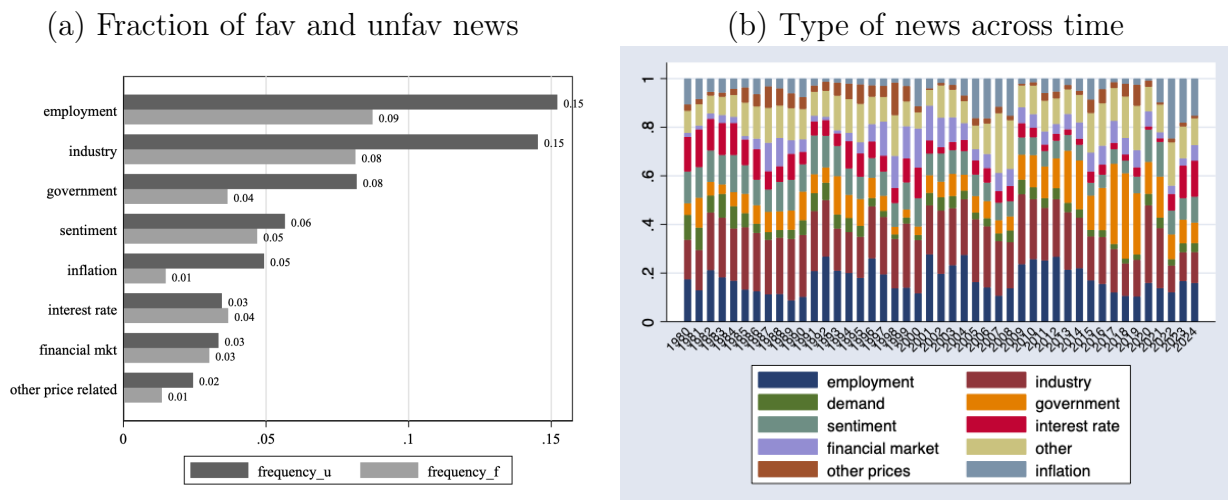 (a) Fraction of fav and unfav news
employment
0.15
0.09
industry
0.15
0.08
government
0.08
0.04
sentiment
0.06
0.05
inflation
0.05
0.01
interest rate
0.03
0.04
financial mkt
0.03
0.03
other price related
0.02
0.01
0 .05 .1 .15
frequency_u frequency_f
(b) Type of news across time
1
.8
.6
.4
.2
0
1980 1981 1982 1983 1984 1985 1986 1987 1988 1989 1990 1991 1992 1993 1994 1995 1996 1997 1998 1999 2000 2001 2002 2003 2004 2005 2006 2007 2008 2009 2010 2011 2012 2013 2014 2015 2016 2017 2018 2019 2020 2021 2022 2023 2024
employment industry
demand government
sentiment interest rate
financial market other
other prices inflation